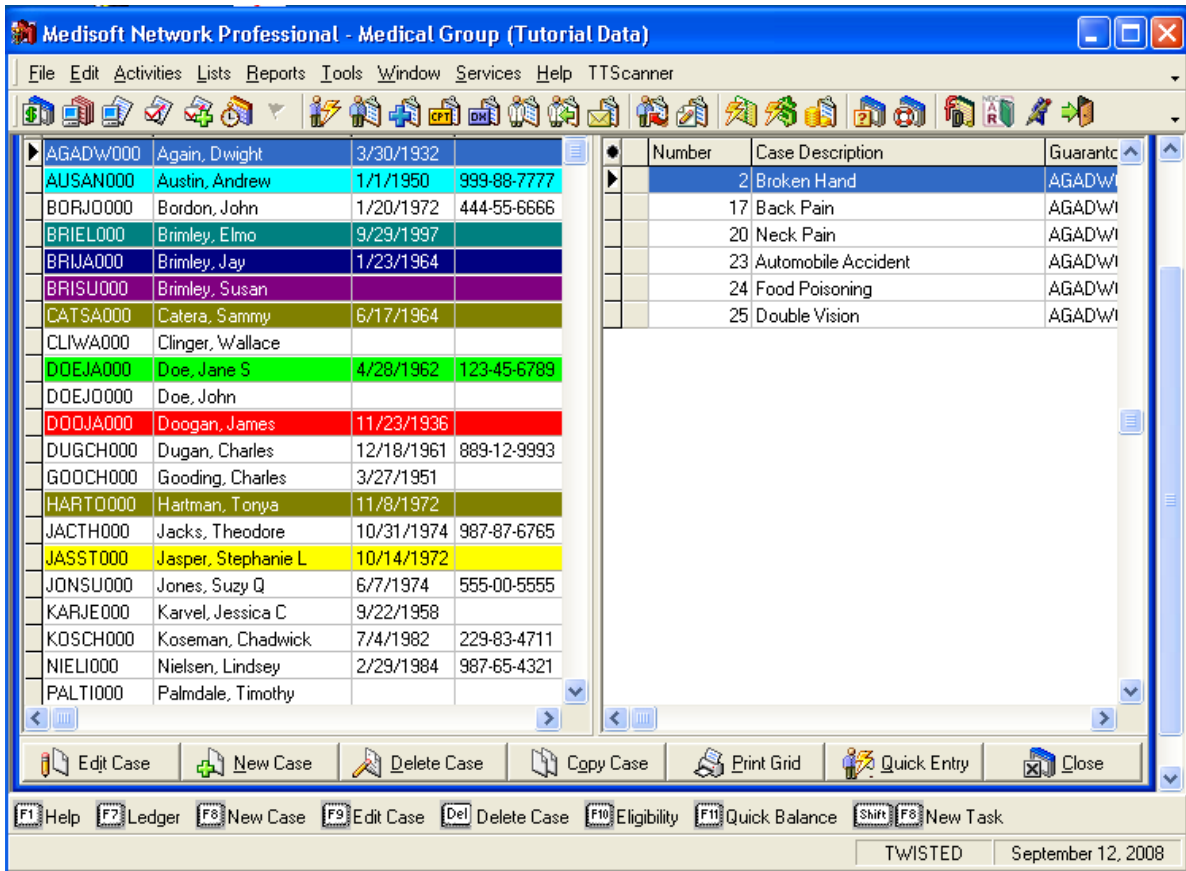 Medisoft Network Professional - Medical Group (Tutorial Data)
File Edit Activities Lists Reports Tools Window Services Help TTScanner
AGADW000 Again, Dwight 3/30/1932
AUSAN000 Austin, Andrew 1/1/1950 999-88-7777
BORJO000 Bordon, John 1/20/1972 444-55-6666
BRIEL000 Brimley, Elmo 9/29/1997
BRIJA000 Brimley, Jay 1/23/1964
BRISU000 Brimley, Susan
CATSA000 Catera, Sammy 6/17/1964
CLIWA000 Clinger, Wallace
DOEJA000 Doe, Jane S 4/28/1962 123-45-6789
DOEJO000 Doe, John
DOOJA000 Doogan, James 11/23/1936
DUGCH000 Dugan, Charles 12/18/1961 889-12-9993
GOOCH000 Gooding, Charles 3/27/1951
HARTO000 Hartman, Tonya 11/8/1972
JACTH000 Jacks, Theodore 10/31/1974 987-87-6765
JASST000 Jasper, Stephanie L 10/14/1972
JONSU000 Jones, Suzy Q 6/7/1974 555-00-5555
KARJE000 Karvel, Jessica C 9/22/1958
KOSCH000 Koseman, Chadwick 7/4/1982 229-83-4711
NIELI000 Nielsen, Lindsey 2/29/1984 987-65-4321
PALTI000 Palmdale, Timothy
Number Case Description Guarantc
2 Broken Hand AGADW
17 Back Pain AGADW
20 Neck Pain AGADW
23 Automobile Accident AGADW
24 Food Poisoning AGADW
25 Double Vision AGADW
Edit Case New Case Delete Case Copy Case Print Grid Quick Entry Close
F1 Help F7 Ledger F8 New Case F9 Edit Case Del Delete Case F10 Eligibility F11 Quick Balance Shift F8 New Task
TWISTED September 12, 2008